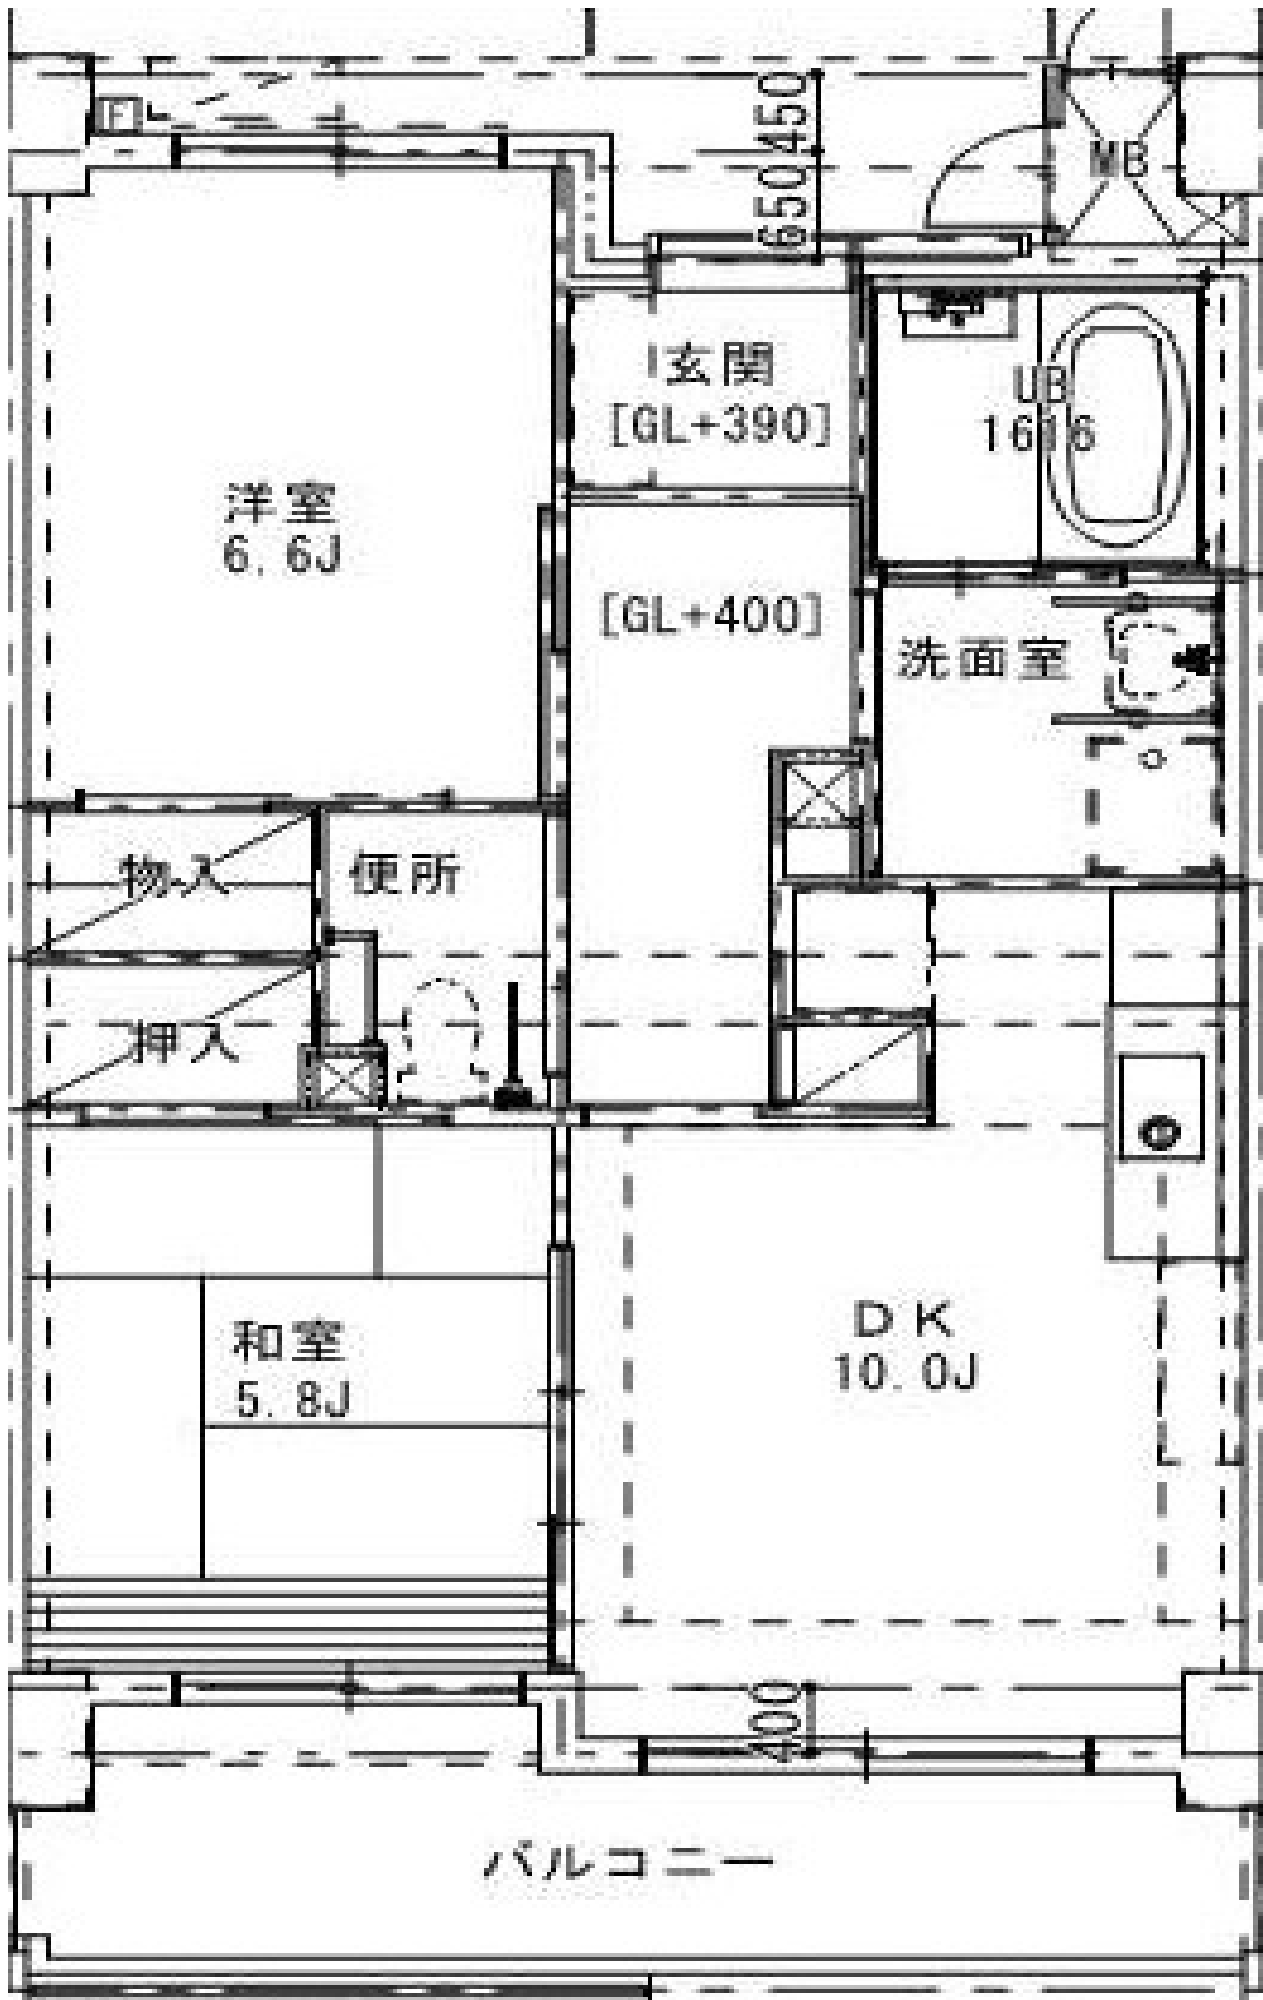 F
450
650
MB
玄関
[GL+390]
UB
1616
洋室
6.6J
[GL+400]
洗面室
物入
便所
押入
和室
5.8J
DK
10.0J
400
バルコニー